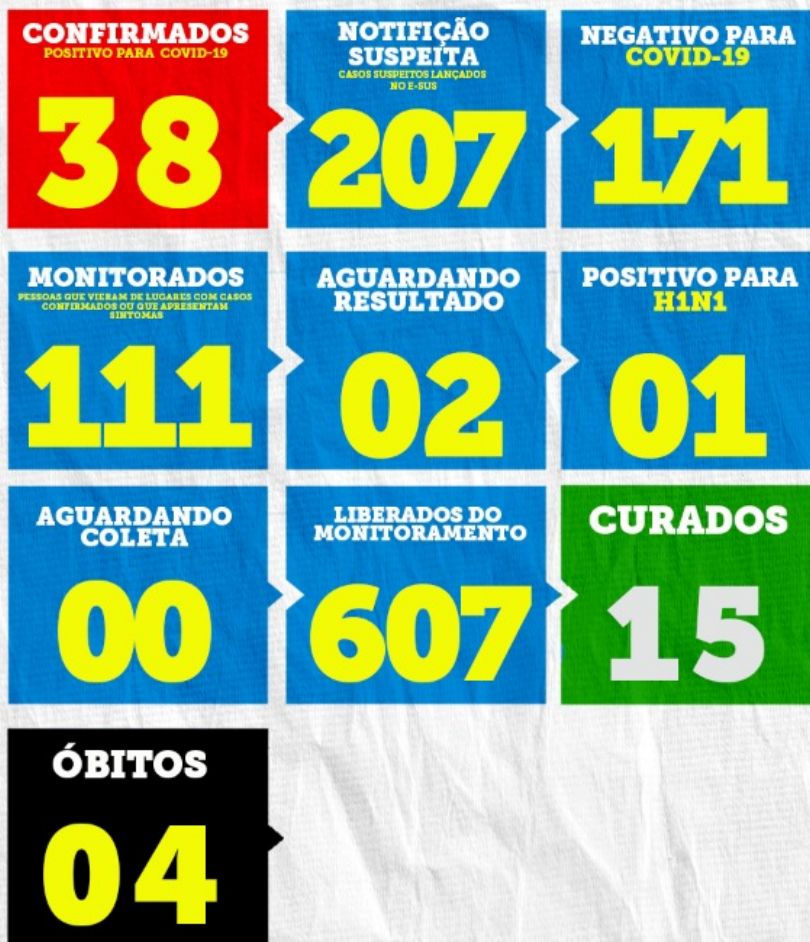 CONFIRMADOS
POSITIVO PARA COVID-19
38
NOTIFIÇÃO
SUSPEITA
CASOS SUSPEITOS LANÇADOS
NO E-SUS
207
NEGATIVO PARA
COVID-19
171
MONITORADOS
PESSOAS QUE VIERAM DE LUGARES COM CASOS
CONFIRMADOS OU QUE APRESENTAM
SINTOMAS
111
AGUARDANDO
RESULTADO
02
POSITIVO PARA
H1N1
01
AGUARDANDO
COLETA
00
LIBERADOS DO
MONITORAMENTO
607
CURADOS
15
ÓBITOS
04